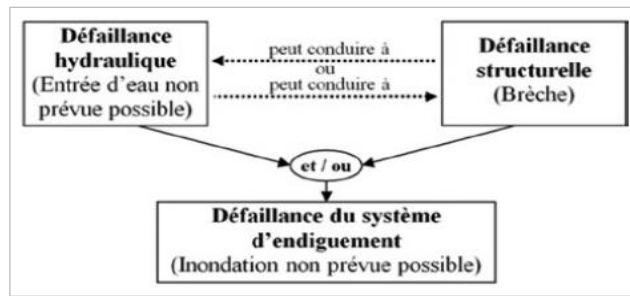 Défaillance
hydraulique
(Entrée d'eau non
prévue possible)
peut conduire à
ou
peut conduire à
Défaillance
structurelle
(Brèche)
et / ou
Défaillance du système
d'endiguement
(Inondation non prévue possible)